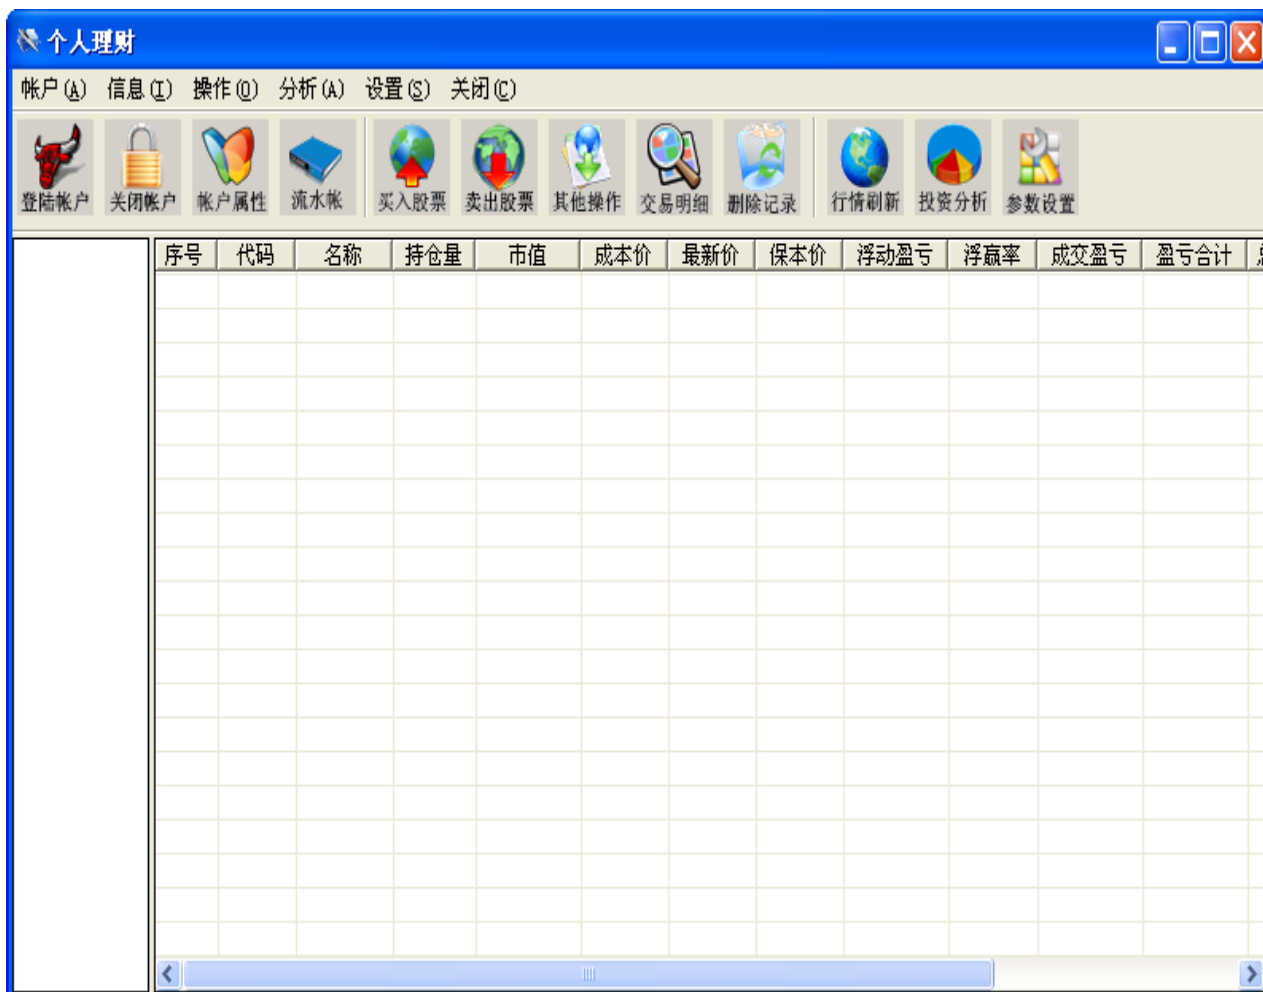 个人理财
帐户(A) 信息(I) 操作(O) 分析(A) 设置(S) 关闭(C)
登陆帐户 关闭帐户 帐户属性 流水帐 买入股票 卖出股票 其他操作 交易明细 删除记录 行情刷新 投资分析 参数设置
序号 代码 名称 持仓量 市值 成本价 最新价 保本价 浮动盈亏 浮赢率 成交盈亏 盈亏合计